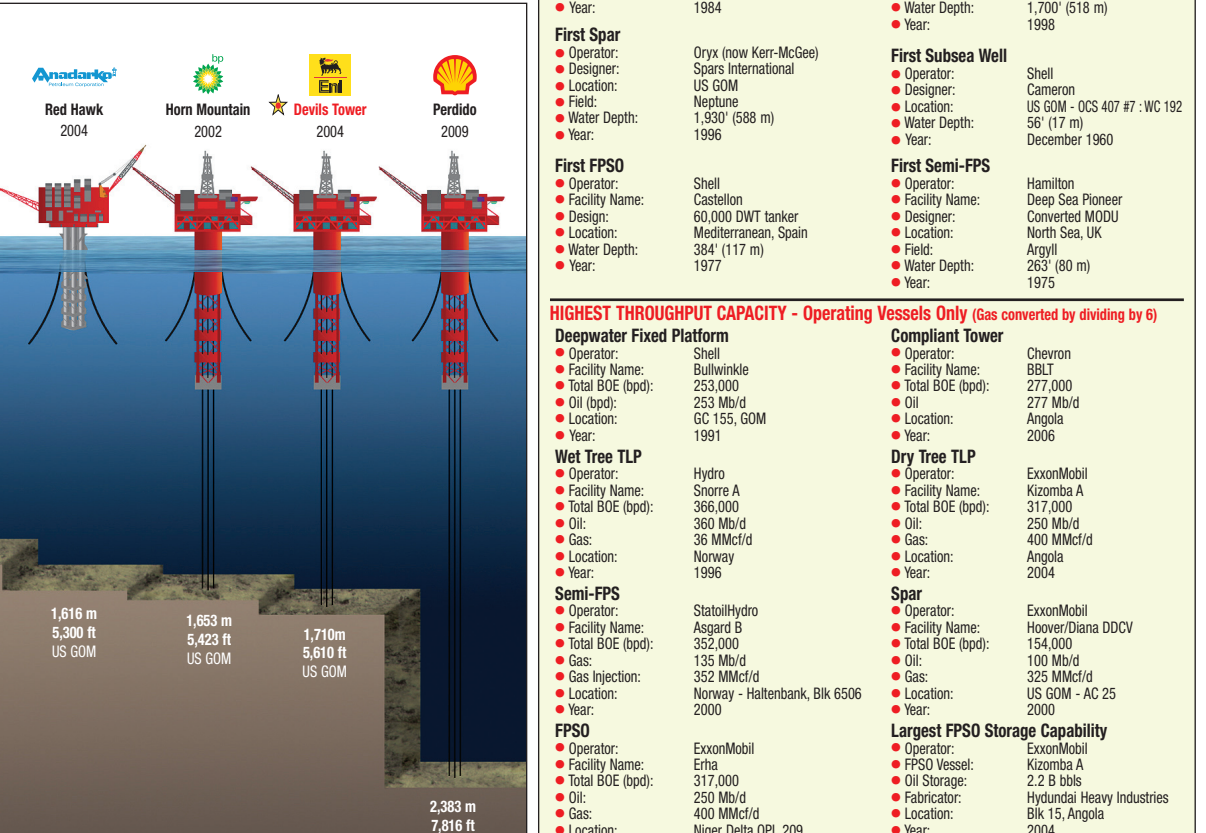 Anadarko
Petroleum Corporation
Red Hawk
2004
bp
Horn Mountain
2002
Eni
Devils Tower
2004
Perdido
2009
1,616 m
5,300 ft
US GOM
1,653 m
5,423 ft
US GOM
1,710m
5,610 ft
US GOM
2,383 m
7,816 ft
Year: 1984
First Spar
Operator: Oryx (now Kerr-McGee)
Designer: Spars International
Location: US GOM
Field: Neptune
Water Depth: 1,930' (588 m)
Year: 1996
First FPSO
Operator: Shell
Facility Name: Castellon
Design: 60,000 DWT tanker
Location: Mediterranean, Spain
Water Depth: 384' (117 m)
Year: 1977
Water Depth: 1,700' (518 m)
Year: 1998
First Subsea Well
Operator: Shell
Designer: Cameron
Location: US GOM - OCS 407 #7 : WC 192
Water Depth: 56' (17 m)
Year: December 1960
First Semi-FPS
Operator: Hamilton
Facility Name: Deep Sea Pioneer
Designer: Converted MODU
Location: North Sea, UK
Field: Argyll
Water Depth: 263' (80 m)
Year: 1975
HIGHEST THROUGHPUT CAPACITY - Operating Vessels Only (Gas converted by dividing by 6)
Deepwater Fixed Platform
Operator: Shell
Facility Name: Bullwinkle
Total BOE (bpd): 253,000
Oil (bpd): 253 Mb/d
Location: GC 155, GOM
Year: 1991
Wet Tree TLP
Operator: Hydro
Facility Name: Snorre A
Total BOE (bpd): 366,000
Oil: 360 Mb/d
Gas: 36 MMcf/d
Location: Norway
Year: 1996
Semi-FPS
Operator: StatoilHydro
Facility Name: Asgard B
Total BOE (bpd): 352,000
Gas: 135 Mb/d
Gas Injection: 352 MMcf/d
Location: Norway - Haltenbank, Blk 6506
Year: 2000
FPSO
Operator: ExxonMobil
Facility Name: Erha
Total BOE (bpd): 317,000
Oil: 250 Mb/d
Gas: 400 MMcf/d
Location: Niger Delta OPL 209
Compliant Tower
Operator: Chevron
Facility Name: BBLT
Total BOE (bpd): 277,000
Oil 277 Mb/d
Location: Angola
Year: 2006
Dry Tree TLP
Operator: ExxonMobil
Facility Name: Kizomba A
Total BOE (bpd): 317,000
Oil: 250 Mb/d
Gas: 400 MMcf/d
Location: Angola
Year: 2004
Spar
Operator: ExxonMobil
Facility Name: Hoover/Diana DDCV
Total BOE (bpd): 154,000
Oil: 100 Mb/d
Gas: 325 MMcf/d
Location: US GOM - AC 25
Year: 2000
Largest FPSO Storage Capability
Operator: ExxonMobil
FPSO Vessel: Kizomba A
Oil Storage: 2.2 B bbls
Fabricator: Hydundai Heavy Industries
Location: Blk 15, Angola
Year: 2004